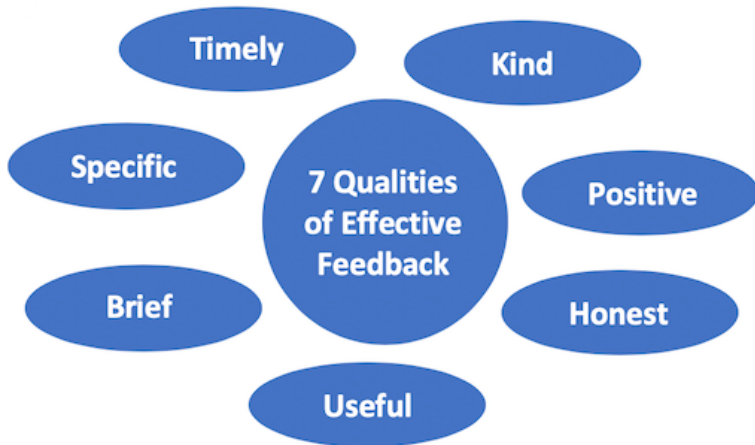 Timely
Kind
Specific
7 Qualities
of Effective
Feedback
Positive
Brief
Honest
Useful